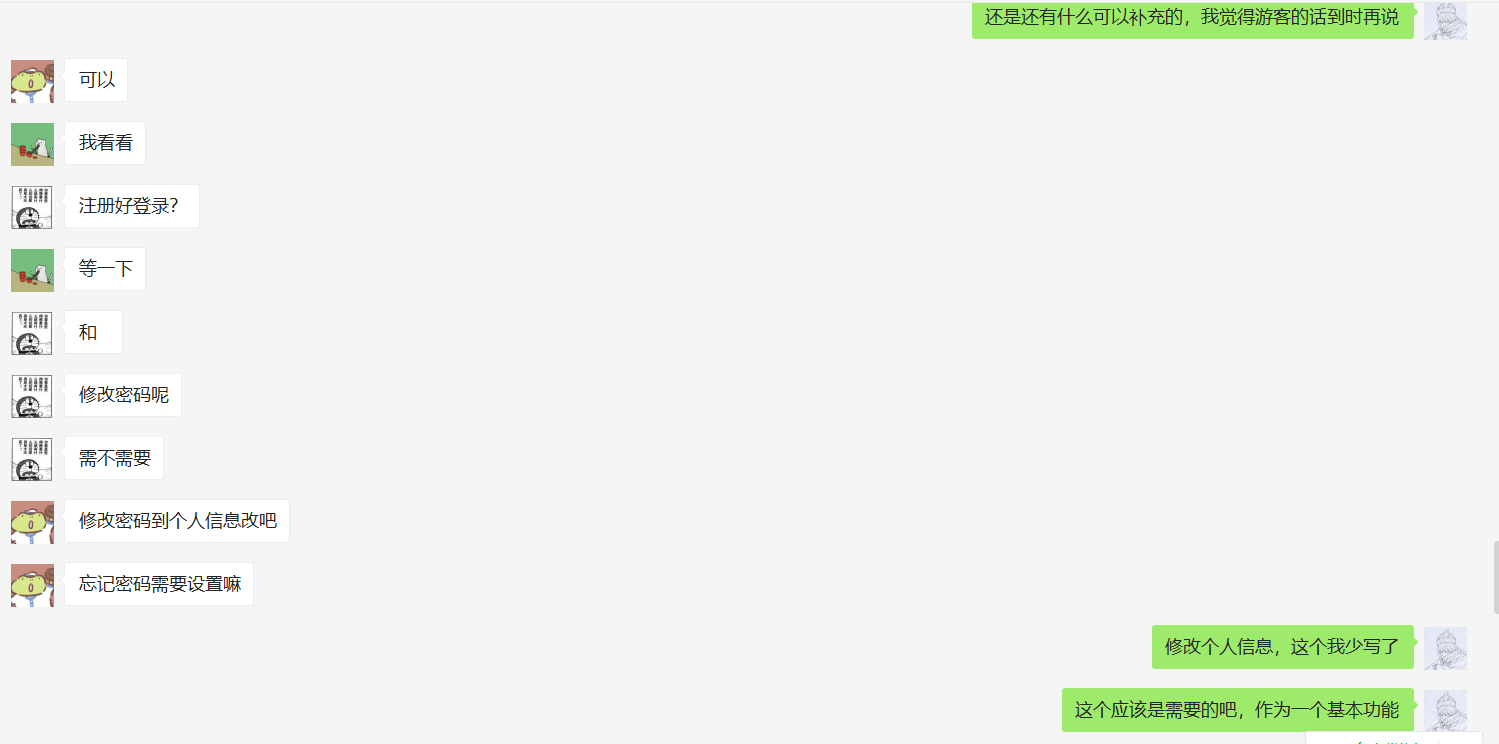 还是还有什么可以补充的，我觉得游客的话到时再说
可以
我看看
注册好登录？
等一下
和
修改密码呢
需不需要
修改密码到个人信息改吧
忘记密码需要设置嘛
修改个人信息，这个我少写了
这个应该是需要的吧，作为一个基本功能